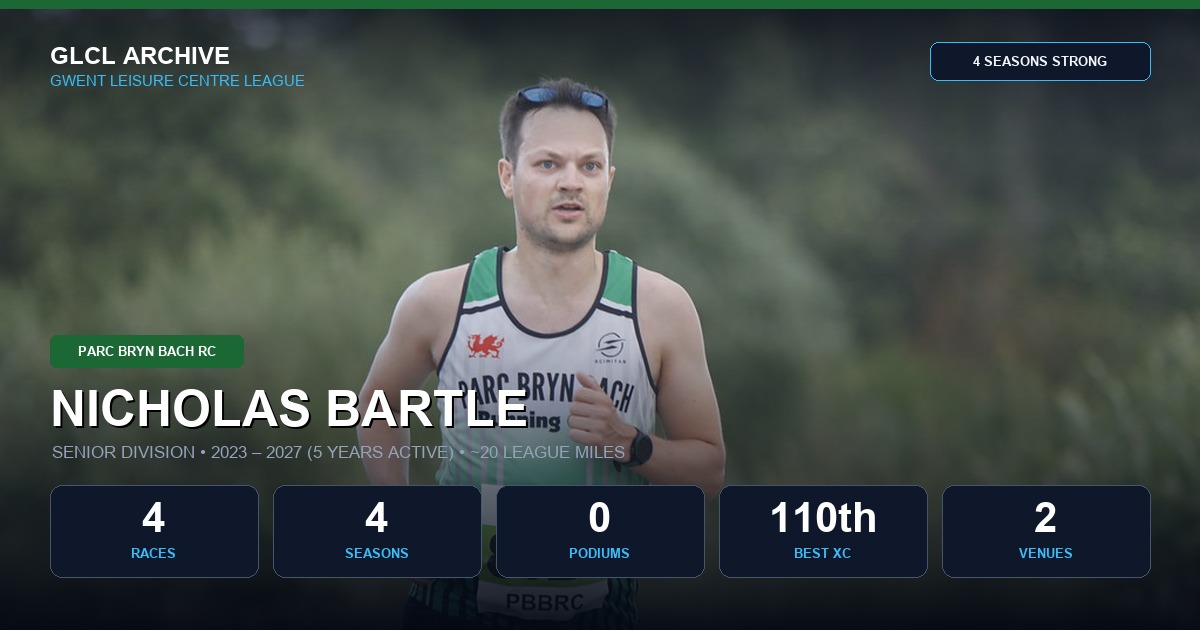 GLCL ARCHIVE
GWENT LEISURE CENTRE LEAGUE
4 SEASONS STRONG
SCIMITAR
PARC BRYN BACH
Running
PARC BRYN BACH RC
NICHOLAS BARTLE
SENIOR DIVISION • 2023 – 2027 (5 YEARS ACTIVE) • ~20 LEAGUE MILES
4
RACES
4
SEASONS
0
PODIUMS
110th
BEST XC
2
VENUES
PBBRC